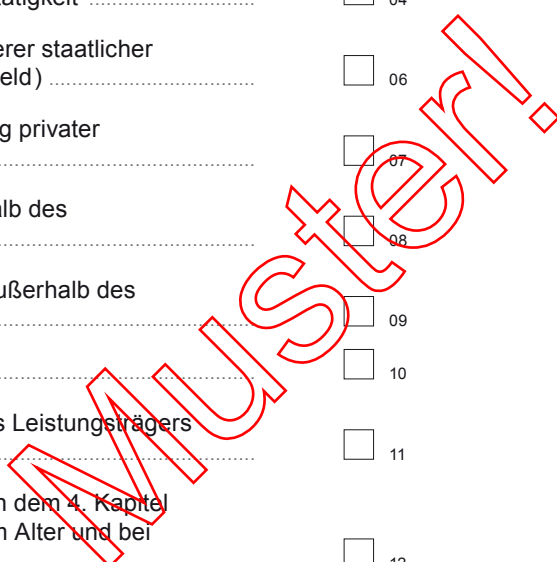 04
erer staatlicher
eld) 06
g privater
07
alb des
08
ußerhalb des
09
10
s Leistungsträgers
11
dem 4. Kapitel
Alter und bei
Muster!